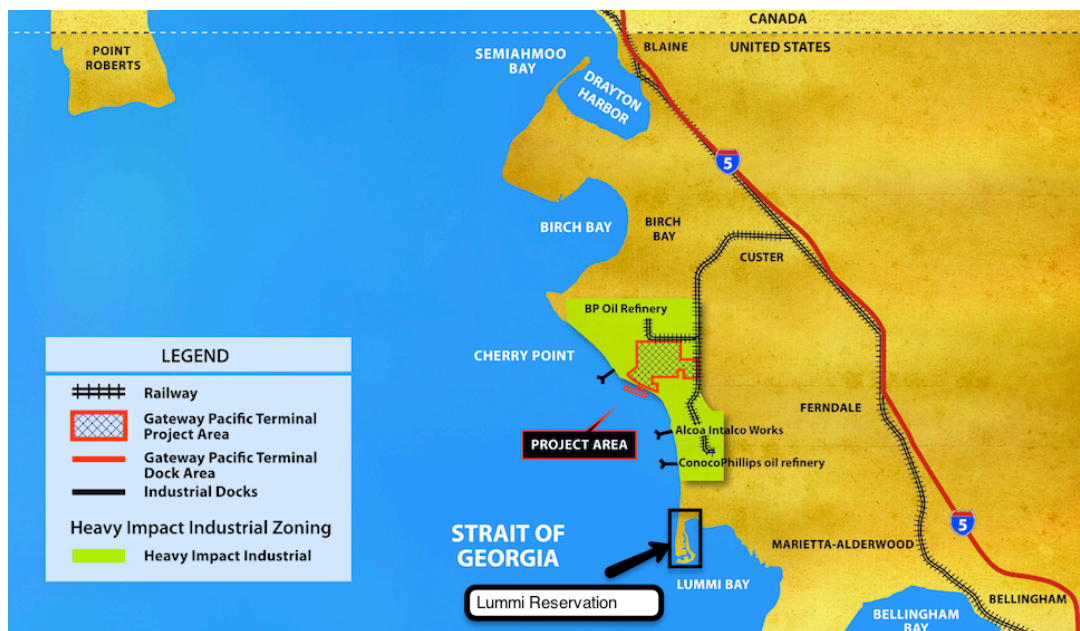 CANADA
UNITED STATES
POINT
ROBERTS
BLAINE
SEMIAHMOO
BAY
DRAYTON
HARBOR
5
BIRCH BAY
BIRCH
BAY
CUSTER
BP Oil Refinery
CHERRY POINT
LEGEND
Railway
Gateway Pacific Terminal
Project Area
Gateway Pacific Terminal
Dock Area
Industrial Docks
Heavy Impact Industrial Zoning
Heavy Impact Industrial
FERNDALE
PROJECT AREA
Alcoa Intalco Works
ConocoPhillips oil refinery
STRAIT OF
GEORGIA
5
MARIETTA-ALDERWOOD
LUMMI BAY
Lummi Reservation
BELLINGHAM
BELLINGHAM
BAY